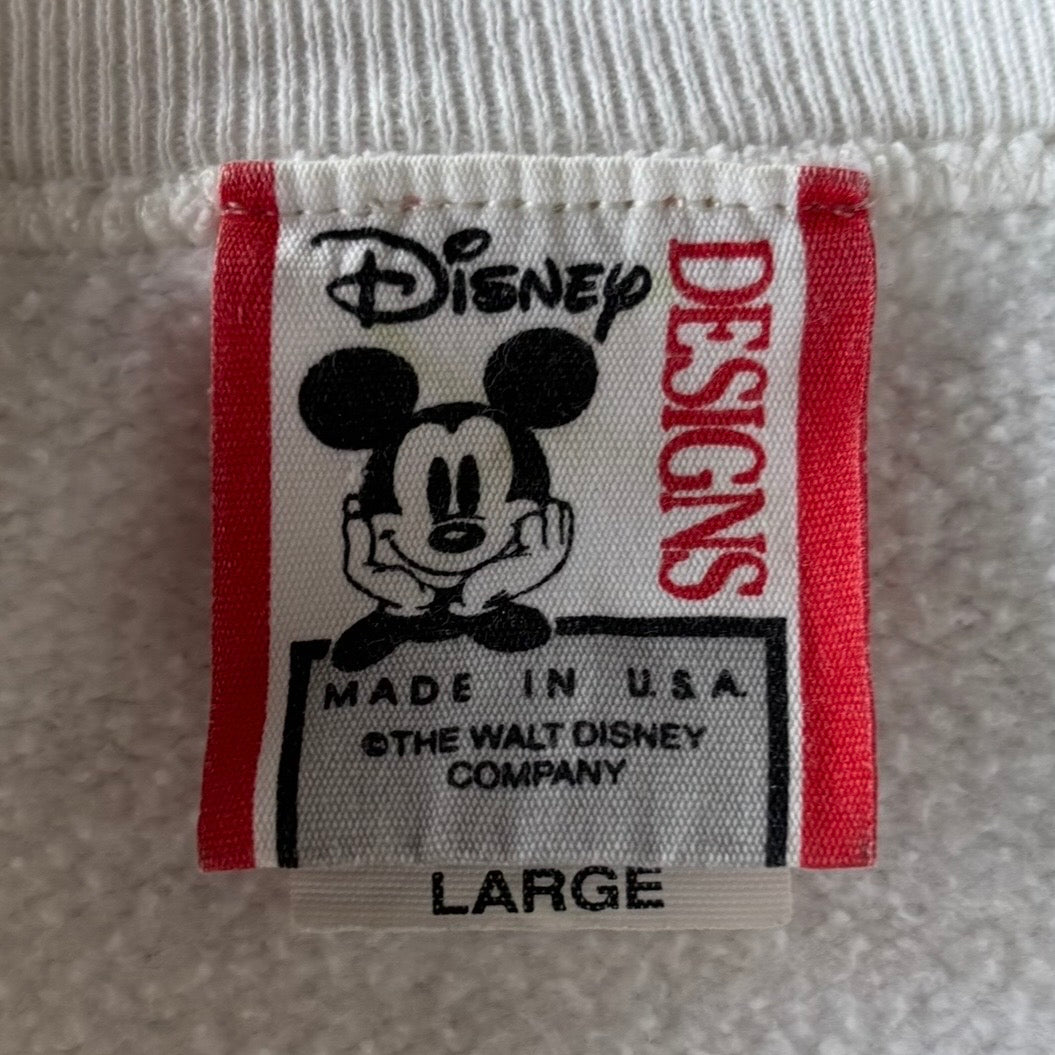 Disney
DESIGNS
MADE IN U.S.A.
©THE WALT DISNEY
COMPANY
LARGE